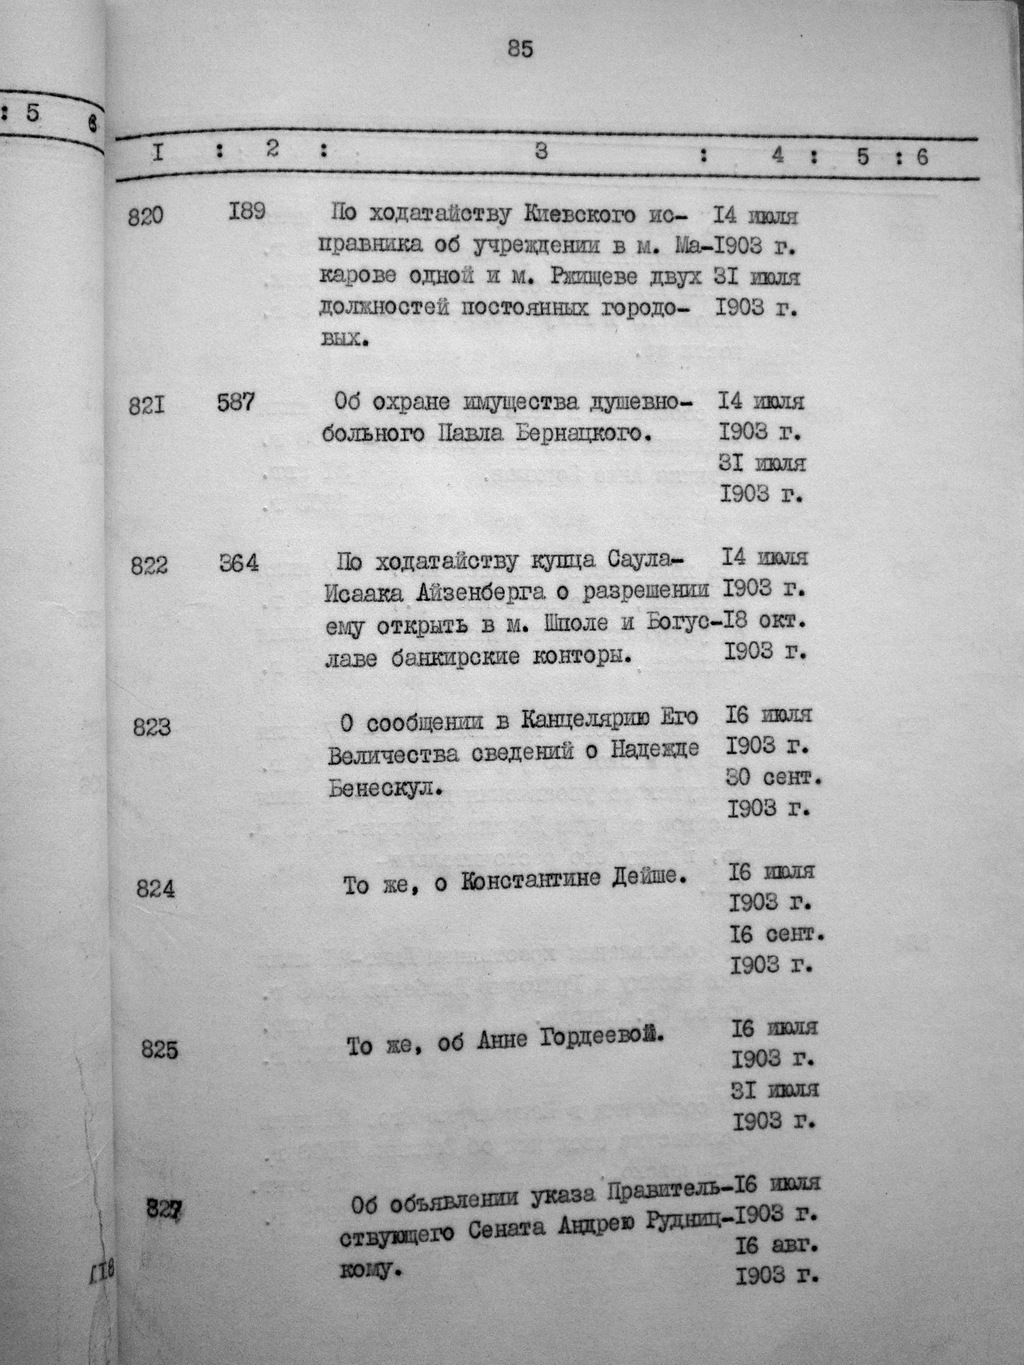 85
: 5 6
I : 2 : 3 : 4 : 5 : 6
820 I89 По ходатайству Киевского ис- I4 июля
правника об учреждении в м. Ма- I903 г.
карове одной и м. Ржищеве двух 3I июля
должностей постоянных городо- I903 г.
вых.
82I 587 Об охране имущества душевно- I4 июля
больного Павла Бернацкого. I903 г.
3I июля
I903 г.
822 364 По ходатайству купца Саула- I4 июля
Исаака Айзенберга о разрешении I903 г.
ему открыть в м. Шполе и Богус- I8 окт.
лаве банкирские конторы. I903 г.
823 О сообщении в Канцелярию Его I6 июля
Величества сведений о Надежде I903 г.
Бенескул. 30 сент.
I903 г.
824 То же, о Константине Дейше. I6 июля
I903 г.
I6 сент.
I903 г.
825 То же, об Анне Гордеевой. I6 июля
I903 г.
3I июля
I903 г.
827 Об объявлении указа Правитель- I6 июля
ствующего Сената Андрею Рудниц- I903 г.
кому. I6 авг.
I903 г.